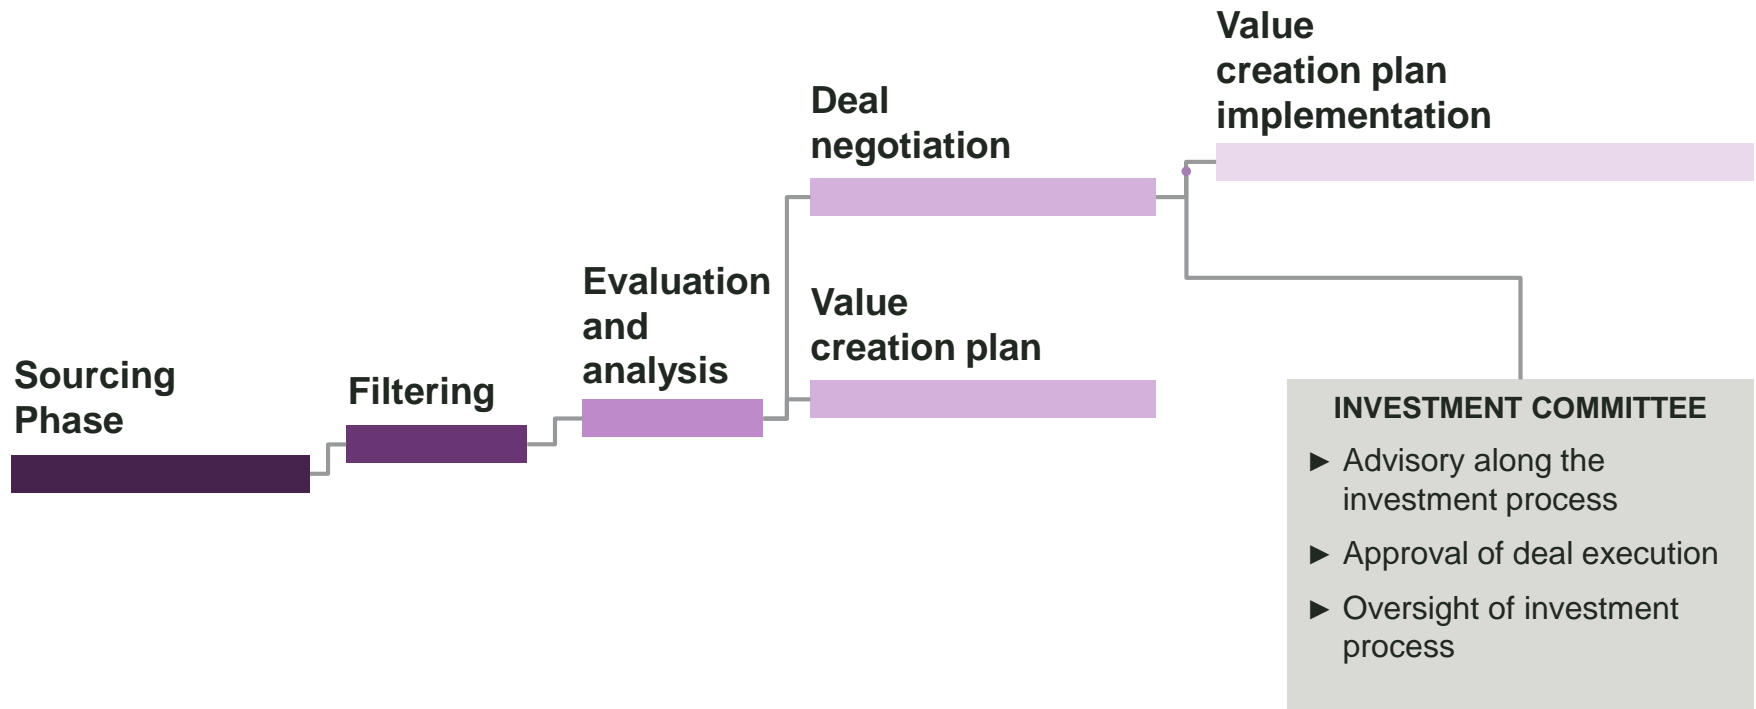 Sourcing
Phase
Filtering
Evaluation
and
analysis
Deal
negotiation
Value
creation plan
Value
creation plan
implementation
INVESTMENT COMMITTEE
► Advisory along the
investment process
► Approval of deal execution
► Oversight of investment
process